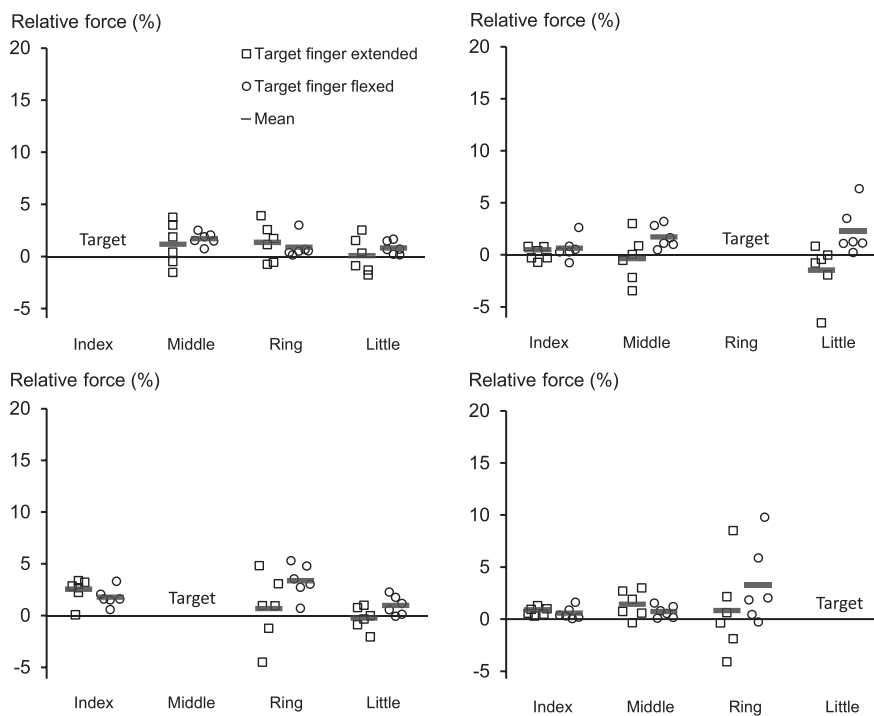 Relative force (%)
20
15
10
5
0
-5
Target finger extended
Target finger flexed
Mean
Target
Index Middle Ring Little
Relative force (%)
20
15
10
5
0
-5
Target
Index Middle Ring Little
Relative force (%)
20
15
10
5
0
-5
Target
Index Middle Ring Little
Relative force (%)
20
15
10
5
0
-5
Target
Index Middle Ring Little